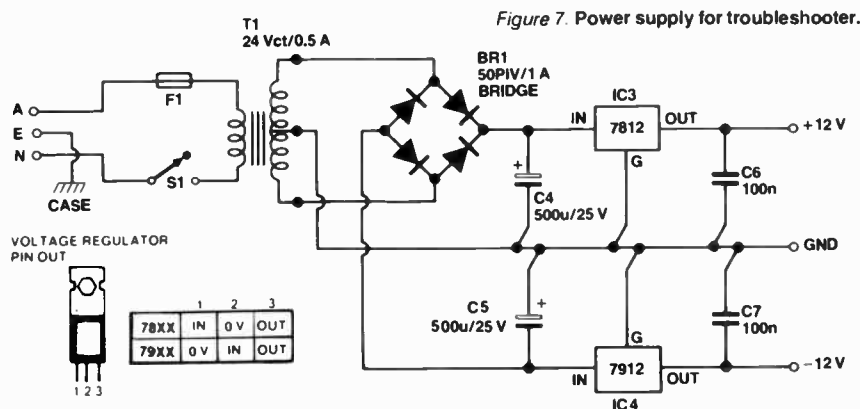 Figure 7. Power supply for troubleshooter.
T1
24 Vct/0.5 A
BR1
50PIV/1 A
BRIDGE
F1
A
E
N
S1
CASE
IC3
IN
7812
OUT
+12 V
G
+
C4
500u/25 V
C6
100n
GND
VOLTAGE REGULATOR
PIN OUT
1 2 3
78XX IN 0V OUT
79XX 0V IN OUT
1 2 3
C5
500u/25 V
+
G
C7
100n
IN
7912
OUT
-12 V
IC4